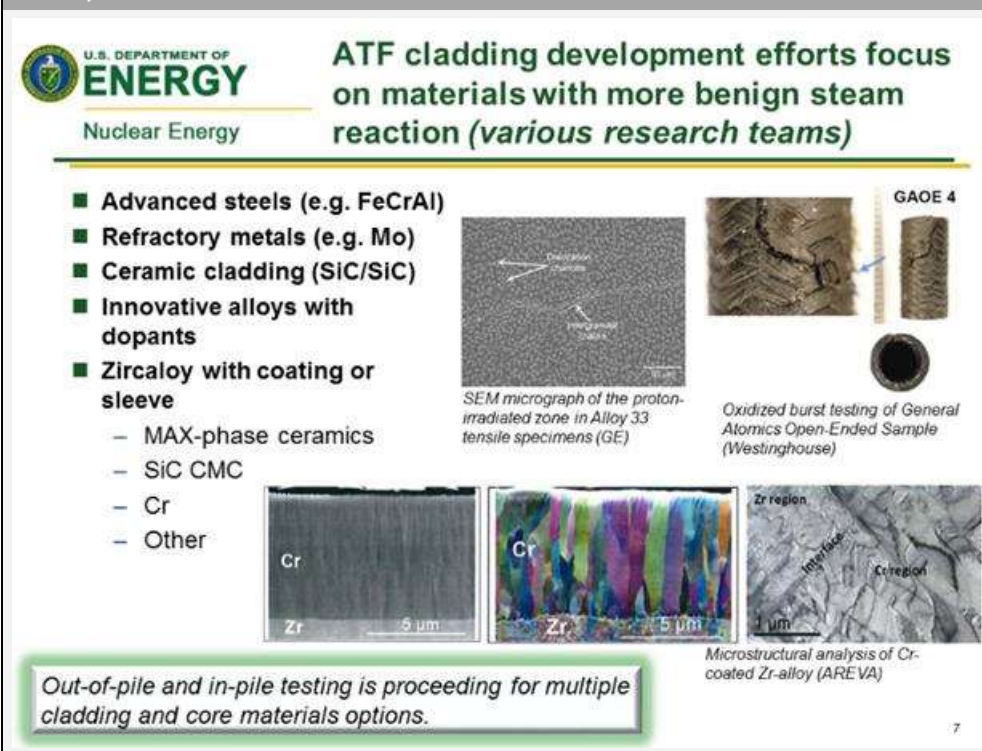 U.S. DEPARTMENT OF
ENERGY
Nuclear Energy
ATF cladding development efforts focus
on materials with more benign steam
reaction (various research teams)
Advanced steels (e.g. FeCrAl)
Refractory metals (e.g. Mo)
Ceramic cladding (SiC/SiC)
Innovative alloys with
dopants
Zircaloy with coating or
sleeve
– MAX-phase ceramics
– SiC CMC
– Cr
– Other
Dislocation
channels
SEM micrograph of the proton-
irradiated zone in Alloy 33
tensile specimens (GE)
GAOE 4
Oxidized burst testing of General
Atomics Open-Ended Sample
(Westinghouse)
Cr
Zr
5 µm
Cr
Zr
5 µm
Zr region
Interface
Cr region
1 µm
Microstructural analysis of Cr-
coated Zr-alloy (AREVA)
Out-of-pile and in-pile testing is proceeding for multiple
cladding and core materials options.
7